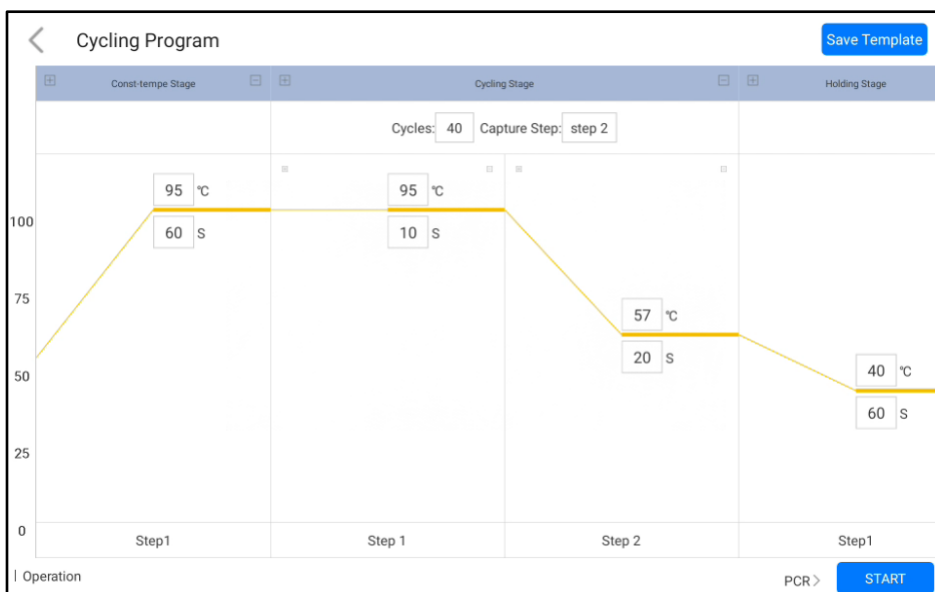 Cycling Program
Save Template
Const-tempe Stage
Cycling Stage
Holding Stage
Cycles: 40 Capture Step: step 2
95 ℃
60 S
95 ℃
10 S
57 ℃
20 S
40 ℃
60 S
100
75
50
25
0
Step1
Step 1
Step 2
Step1
| Operation
PCR >
START